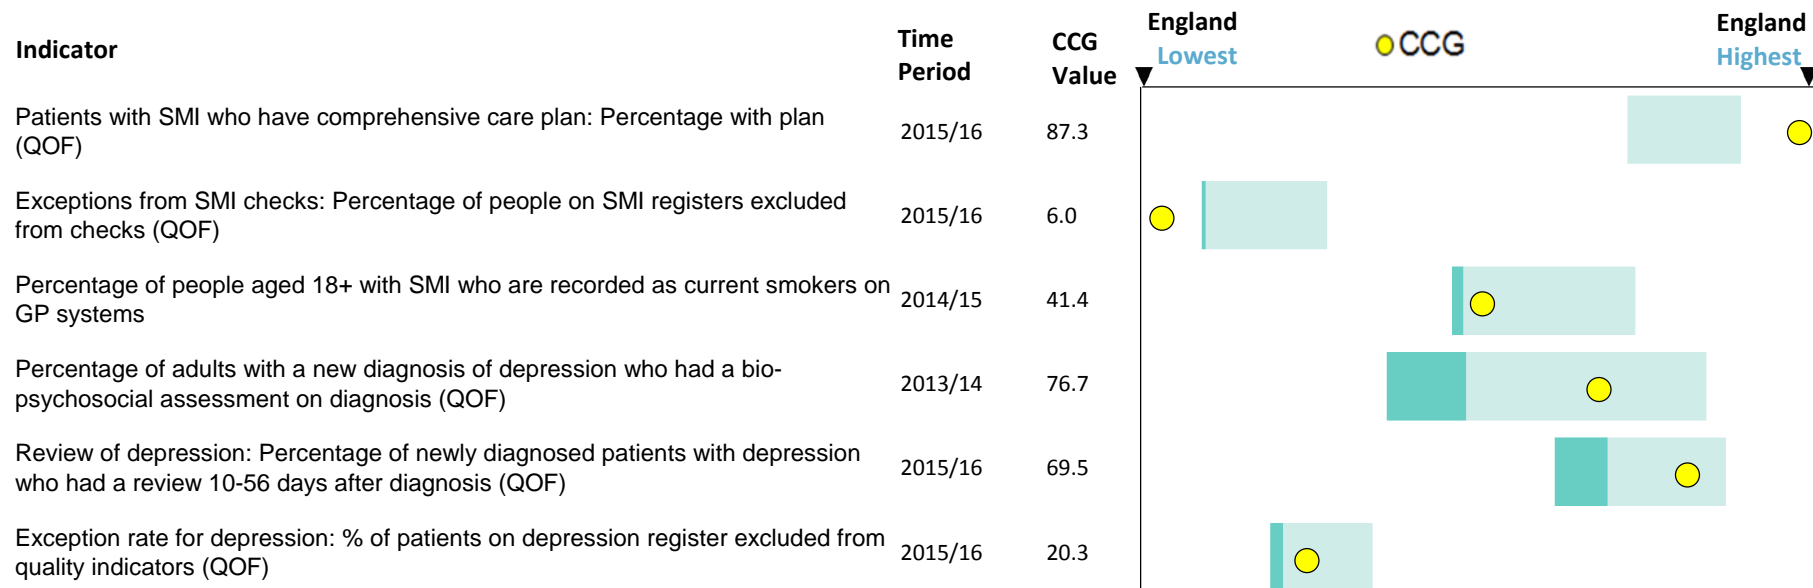 Indicator
Time
Period
CCG
Value
England
Lowest
CCG
England
Highest
Patients with SMI who have comprehensive care plan: Percentage with plan
(QOF)
2015/16
87.3
Exceptions from SMI checks: Percentage of people on SMI registers excluded
from checks (QOF)
2015/16
6.0
Percentage of people aged 18+ with SMI who are recorded as current smokers on
GP systems
2014/15
41.4
Percentage of adults with a new diagnosis of depression who had a bio-
psychosocial assessment on diagnosis (QOF)
2013/14
76.7
Review of depression: Percentage of newly diagnosed patients with depression
who had a review 10-56 days after diagnosis (QOF)
2015/16
69.5
Exception rate for depression: % of patients on depression register excluded from
quality indicators (QOF)
2015/16
20.3